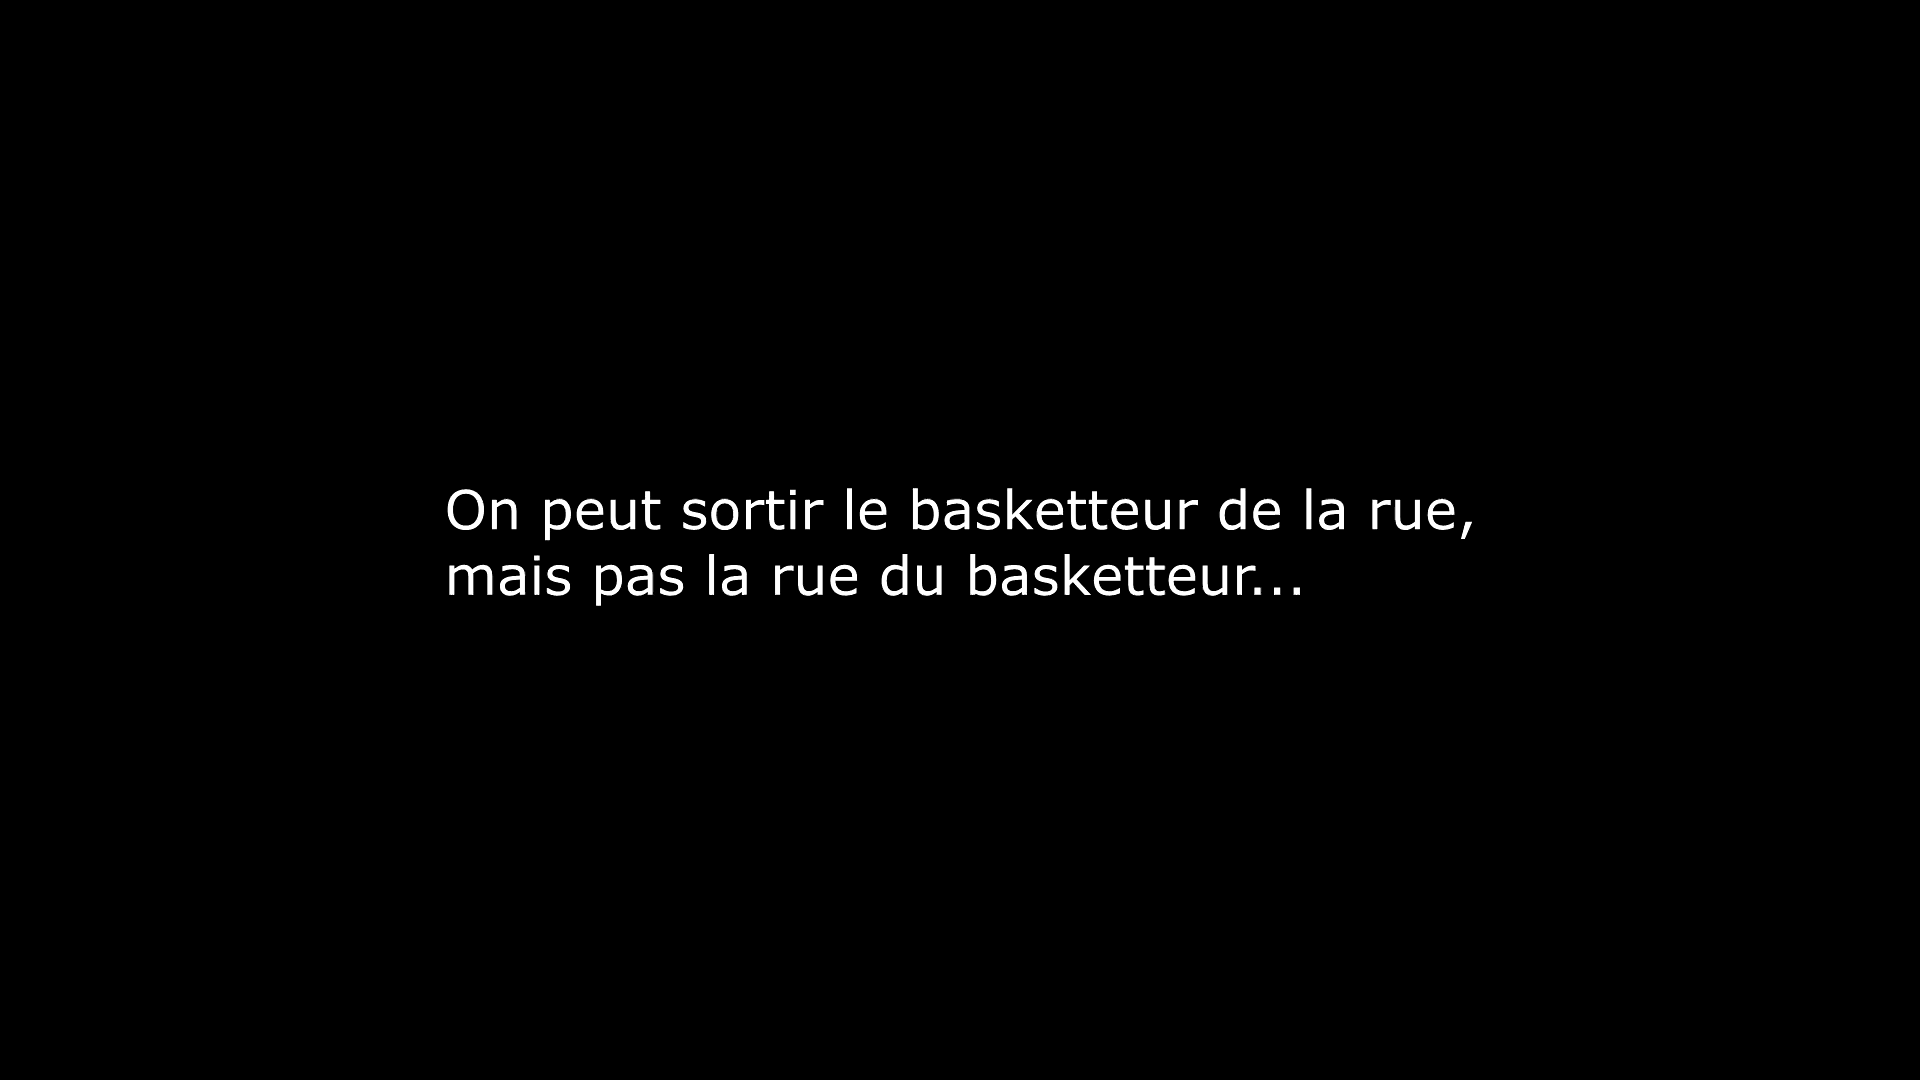 On peut sortir le basketteur de la rue,
mais pas la rue du basketteur...